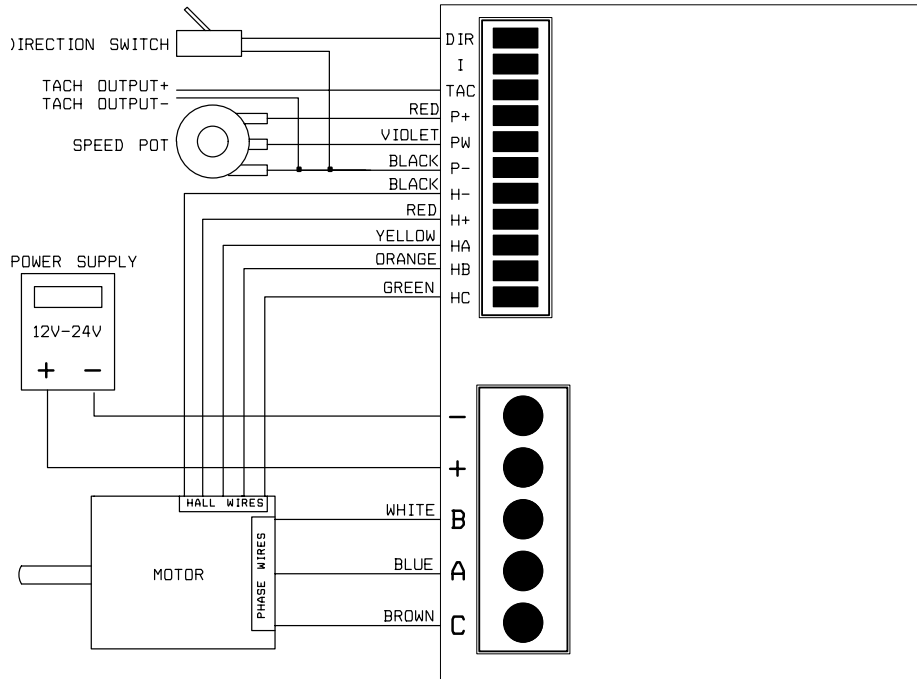 DIRECTION SWITCH
TACH OUTPUT+
TACH OUTPUT-
SPEED POT
RED
VIOLET
BLACK
BLACK
RED
YELLOW
ORANGE
GREEN
DIR
I
TAC
P+
PW
P-
H-
H+
HA
HB
HC
POWER SUPPLY
12V-24V
+ -
-
+
B
A
C
HALL WIRES
PHASE WIRES
MOTOR
WHITE
BLUE
BROWN